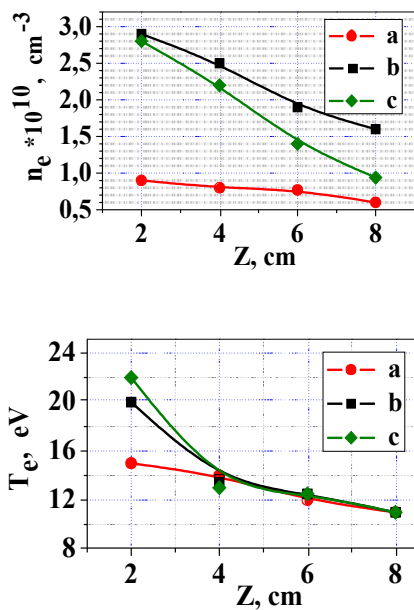 3,0
2,5
2,0
1,5
1,0
0,5
n_e *10^10, cm^-3
a
b
c
2 4 6 8
Z, cm
24
20
16
12
8
T_e, eV
a
b
c
2 4 6 8
Z, cm